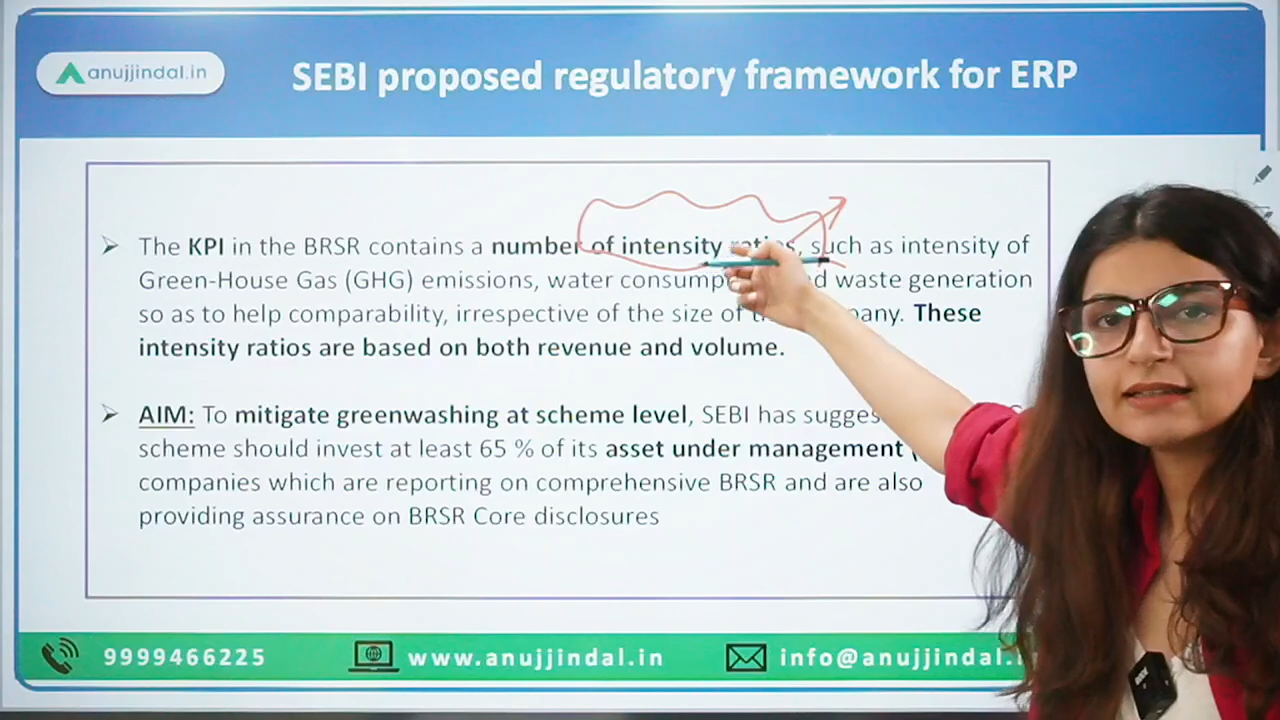 anujjindal.in
SEBI proposed regulatory framework for ERP
The KPI in the BRSR contains a number of intensity ratios, such as intensity of
Green-House Gas (GHG) emissions, water waste generation
so as to help comparability, irrespective of the size of These
intensity ratios are based on both revenue and volume.
AIM: To mitigate greenwashing at scheme level, SEBI has
scheme should invest at least 65 % of its asset under management
companies which are reporting on comprehensive BRSR and are also
providing assurance on BRSR Core disclosures
9999466225 www.anujjindal.in info@anujjindal.